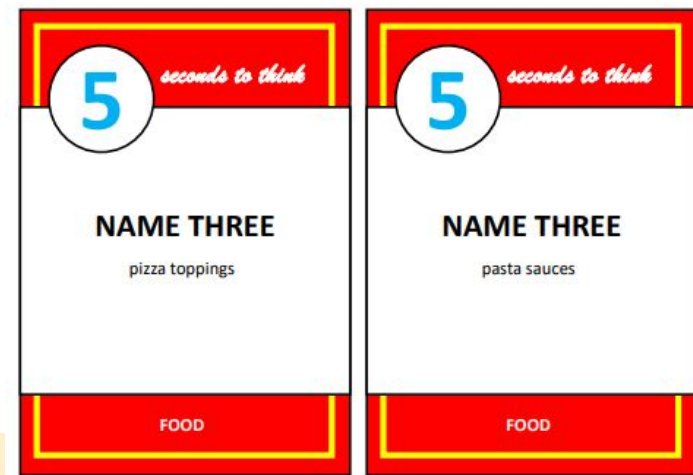 5
seconds to think
NAME THREE
pizza toppings
FOOD
5
seconds to think
NAME THREE
pasta sauces
FOOD